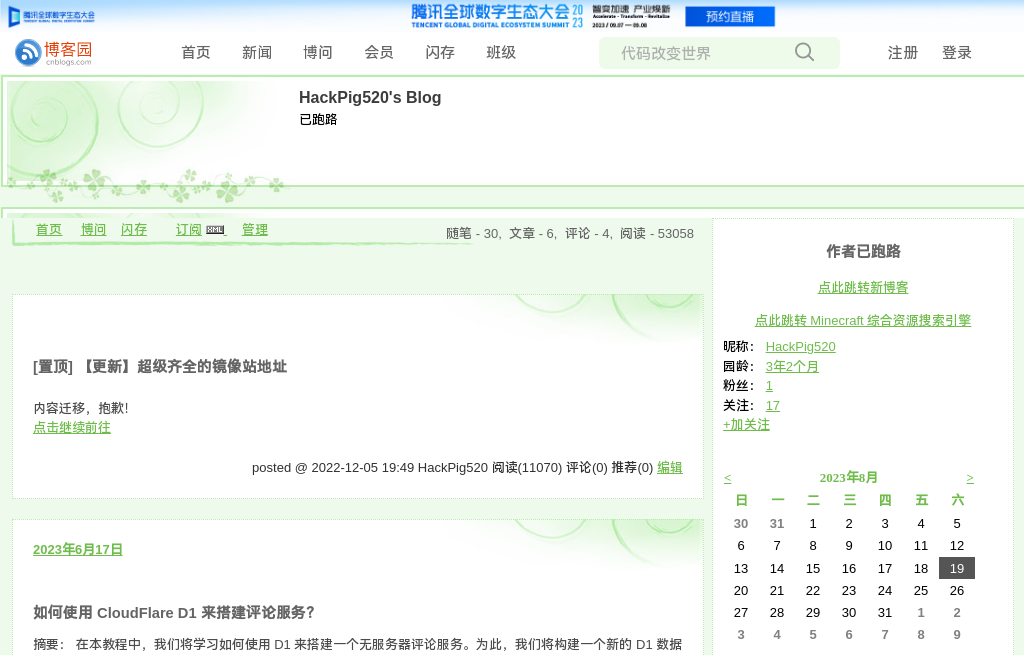 腾讯全球数字生态大会
TENCENT GLOBAL DIGITAL ECOSYSTEM SUMMIT
腾讯全球数字生态大会 2023
TENCENT GLOBAL DIGITAL ECOSYSTEM SUMMIT
智变加速 产业焕新
Accelerate · Transform · Revitalize
2023 / 09.07 — 09.08
预约直播
博客园
cnblogs.com
首页 新闻 博问 会员 闪存 班级
代码改变世界
注册 登录
HackPig520's Blog
已跑路
首页 博问 闪存 订阅 XML 管理
随笔 - 30, 文章 - 6, 评论 - 4, 阅读 - 53058
[置顶] 【更新】超级齐全的镜像站地址
内容迁移，抱歉！
点击继续前往
posted @ 2022-12-05 19:49 HackPig520 阅读(11070) 评论(0) 推荐(0) 编辑
2023年6月17日
如何使用 CloudFlare D1 来搭建评论服务？
摘要： 在本教程中，我们将学习如何使用 D1 来搭建一个无服务器评论服务。为此，我们将构建一个新的 D1 数据
作者已跑路
点此跳转新博客
点此跳转 Minecraft 综合资源搜索引擎
昵称： HackPig520
园龄： 3年2个月
粉丝： 1
关注： 17
+加关注
< 2023年8月 >
日 一 二 三 四 五 六
30 31 1 2 3 4 5
6 7 8 9 10 11 12
13 14 15 16 17 18 19
20 21 22 23 24 25 26
27 28 29 30 31 1 2
3 4 5 6 7 8 9